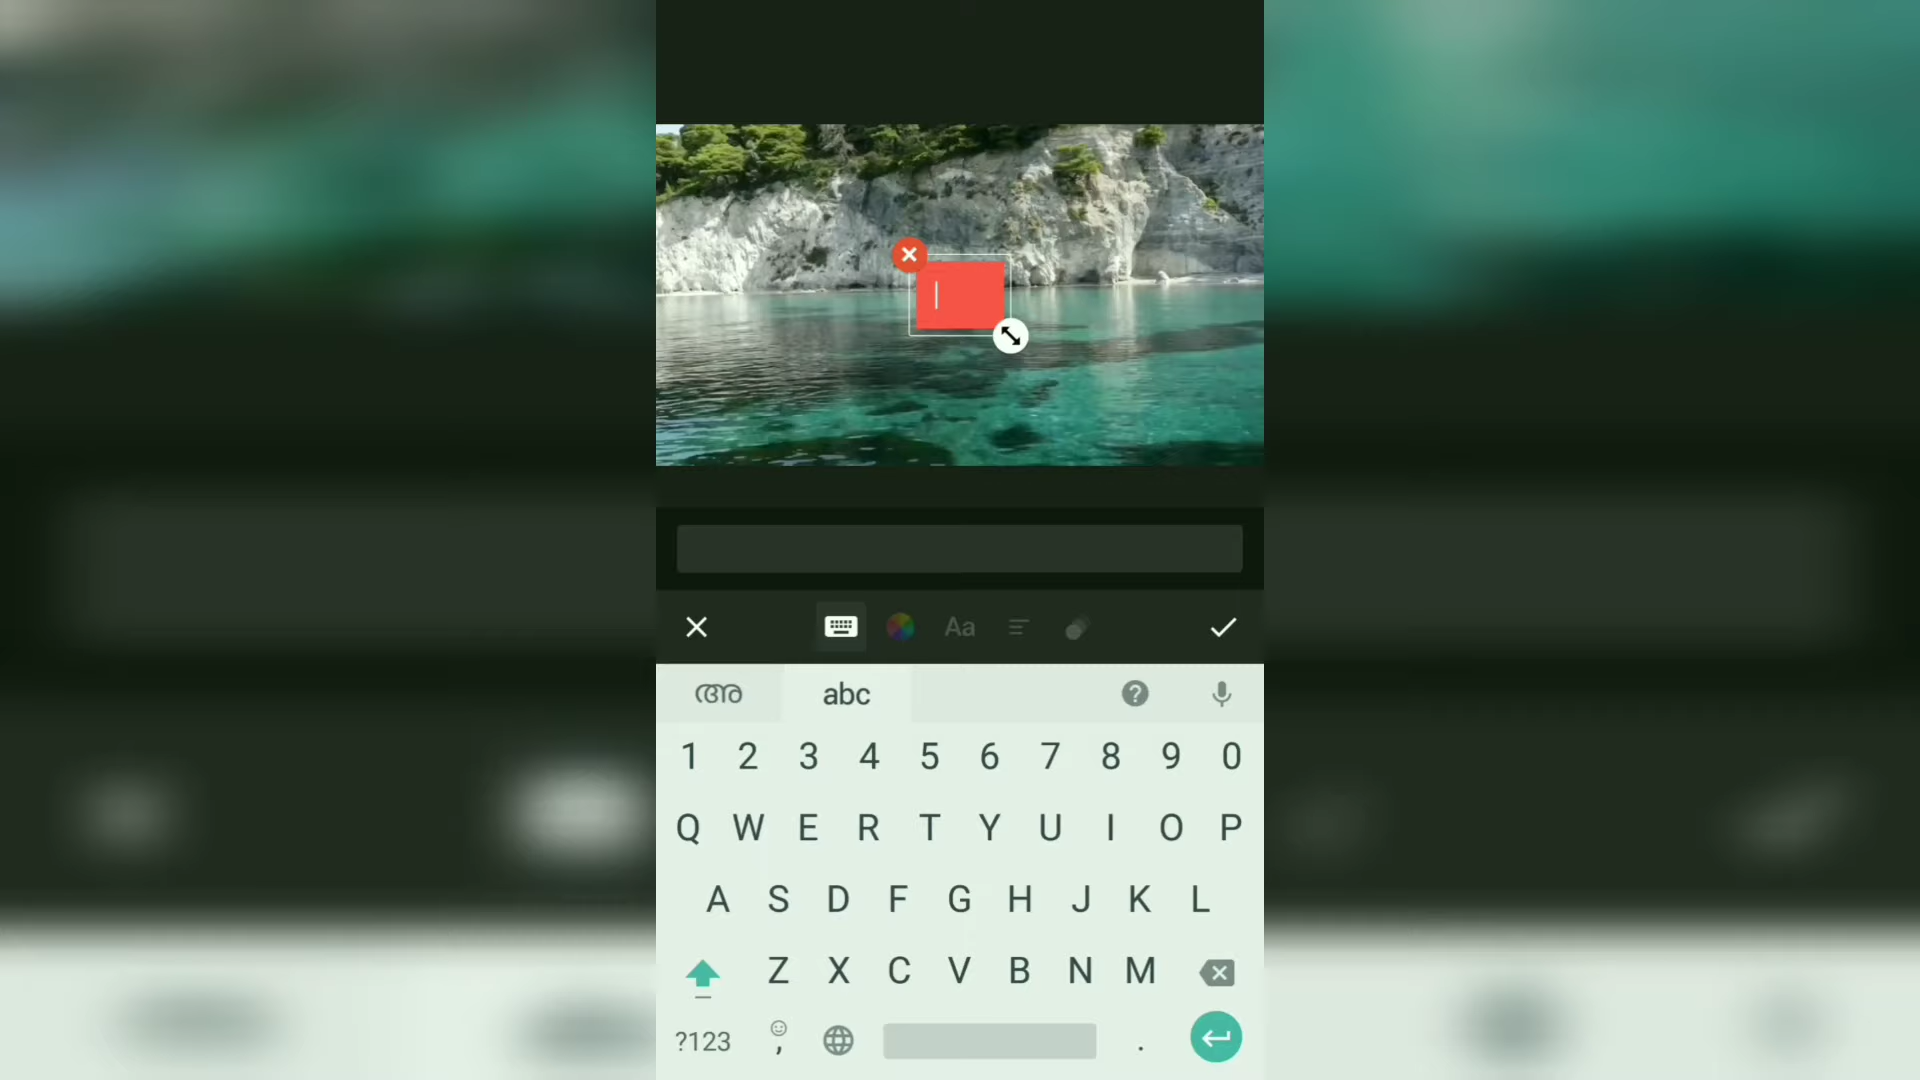 Aa
അ abc
1 2 3 4 5 6 7 8 9 0
Q W E R T Y U I O P
A S D F G H J K L
Z X C V B N M
?123 , .